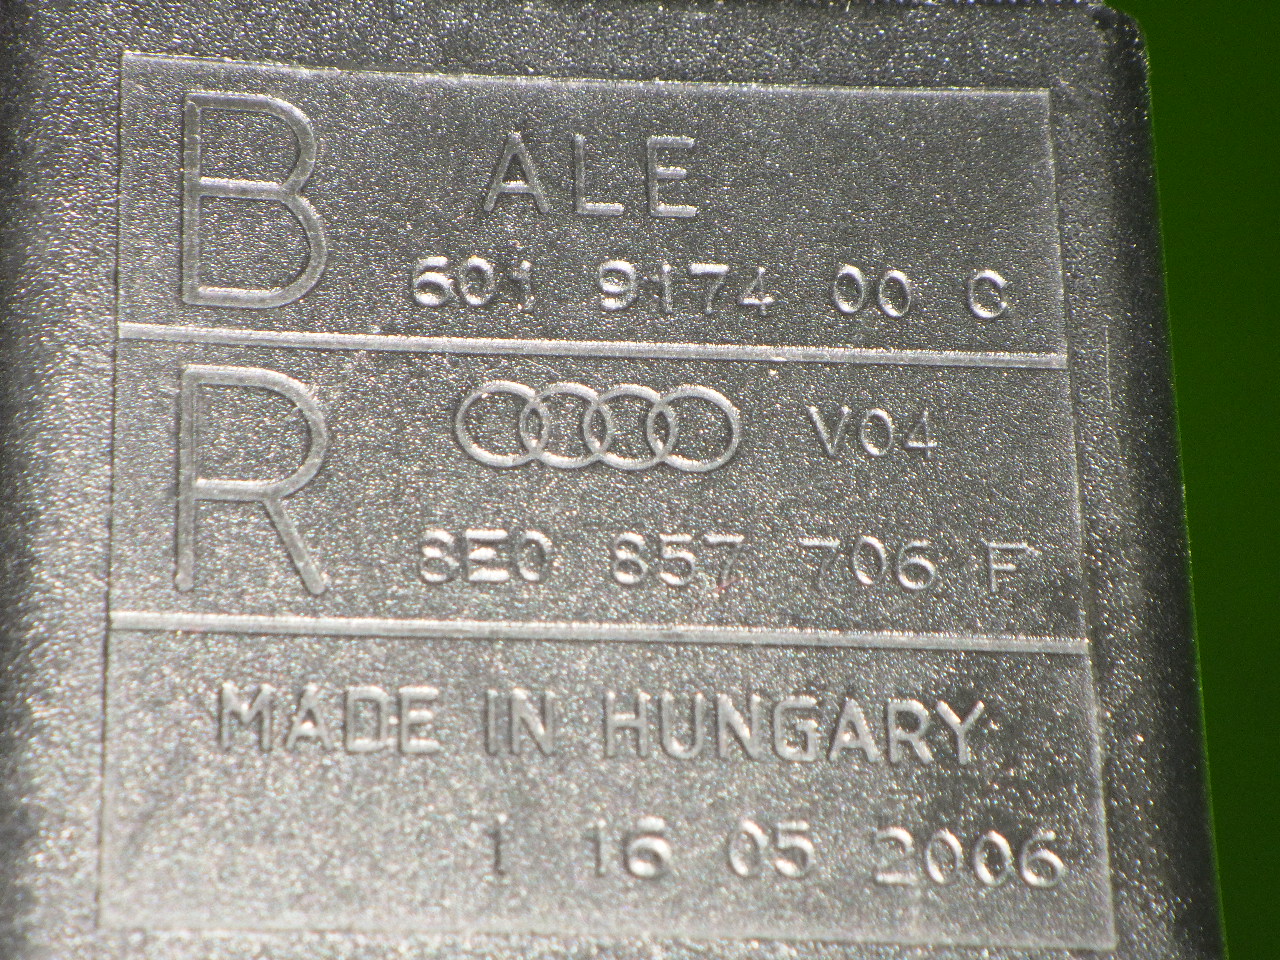 B ALE
601 9174 00 C
R V04
8E0 857 706 F
MADE IN HUNGARY
1 16 05 2006